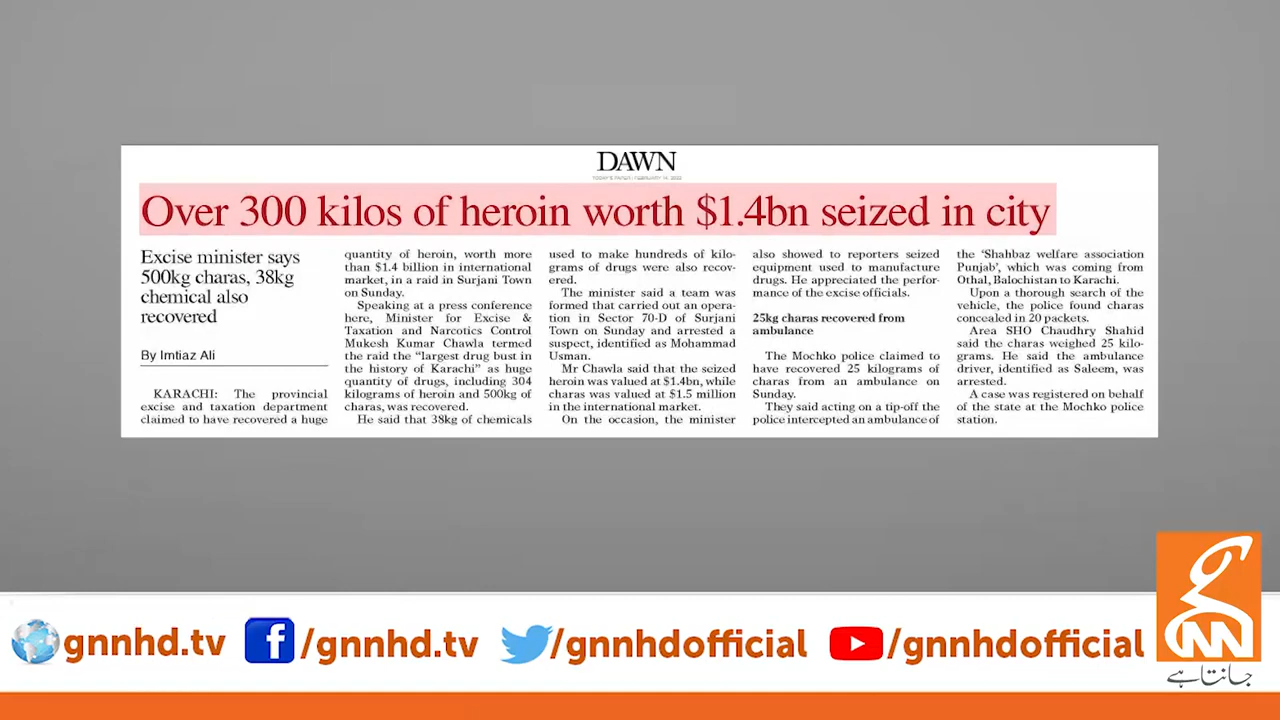 DAWN
TODAY'S PAPER | FEBRUARY 14, 2022
Over 300 kilos of heroin worth $1.4bn seized in city
Excise minister says
500kg charas, 38kg
chemical also
recovered
By Imtiaz Ali
KARACHI: The provincial
excise and taxation department
claimed to have recovered a huge
quantity of heroin, worth more
than $1.4 billion in international
market, in a raid in Surjani Town
on Sunday.
Speaking at a press conference
here, Minister for Excise &
Taxation and Narcotics Control
Mukesh Kumar Chawla termed
the raid the “largest drug bust in
the history of Karachi” as huge
quantity of drugs, including 304
kilograms of heroin and 500kg of
charas, was recovered.
He said that 38kg of chemicals
used to make hundreds of kilo-
grams of drugs were also recov-
ered.
The minister said a team was
formed that carried out an opera-
tion in Sector 70-D of Surjani
Town on Sunday and arrested a
suspect, identified as Mohammad
Usman.
Mr Chawla said that the seized
heroin was valued at $1.4bn, while
charas was valued at $1.5 million
in the international market.
On the occasion, the minister
also showed to reporters seized
equipment used to manufacture
drugs. He appreciated the perfor-
mance of the excise officials.
25kg charas recovered from
ambulance
The Mochko police claimed to
have recovered 25 kilograms of
charas from an ambulance on
Sunday.
They said acting on a tip-off the
police intercepted an ambulance of
the ‘Shahbaz welfare association
Punjab’, which was coming from
Othal, Balochistan to Karachi.
Upon a thorough search of the
vehicle, the police found charas
concealed in 20 packets.
Area SHO Chaudhry Shahid
said the charas weighed 25 kilo-
grams. He said the ambulance
driver, identified as Saleem, was
arrested.
A case was registered on behalf
of the state at the Mochko police
station.
gnnhd.tv
/gnnhd.tv
/gnnhdofficial
/gnnhdofficial
GNN
جانتا ہے